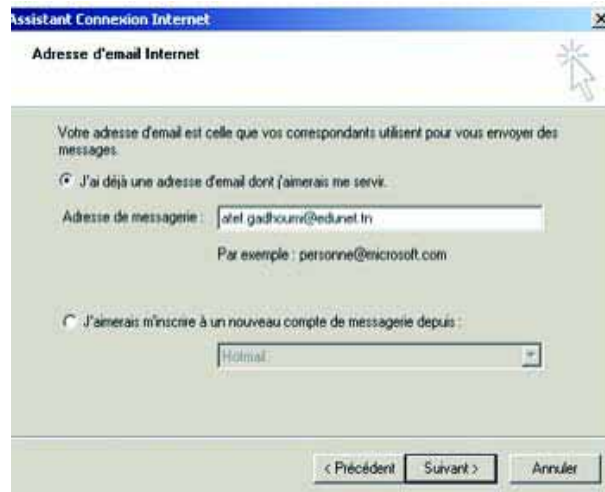 Assistant Connexion Internet
Adresse d'email Internet
Votre adresse d'email est celle que vos correspondants utilisent pour vous envoyer des
messages.
J'ai déjà une adresse d'email dont j'aimerais me servir.
Adresse de messagerie : atef.gadhoumi@edunet.tn
Par exemple : personne@microsoft.com
J'aimerais m'inscrire à un nouveau compte de messagerie depuis :
Hotmail
< Précédent Suivant > Annuler